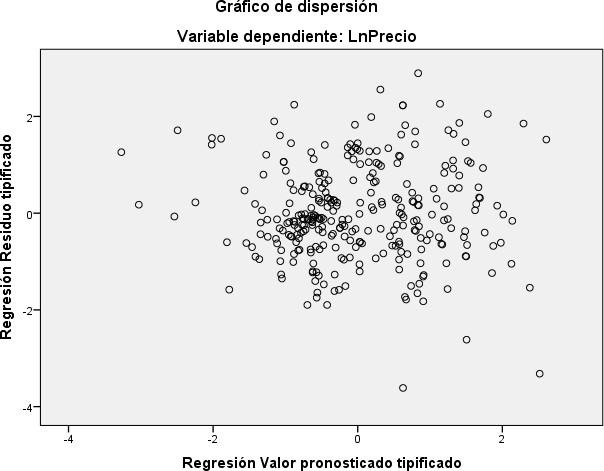 Gráfico de dispersión
Variable dependiente: LnPrecio
Regresión Residuo tipificado
2
0
-2
-4
-4
-2
0
2
Regresión Valor pronosticado tipificado